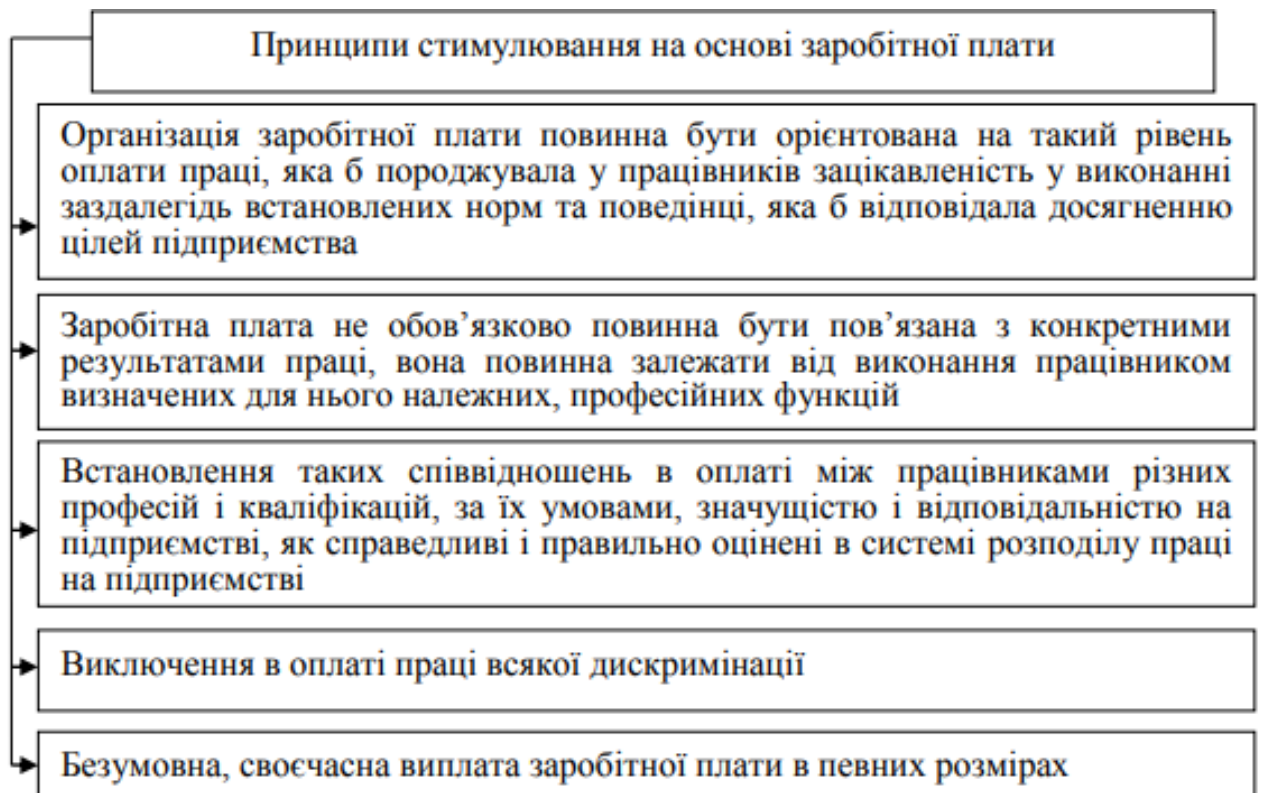 Принципи стимулювання на основі заробітної плати
Організація заробітної плати повинна бути орієнтована на такий рівень
оплати праці, яка б породжувала у працівників зацікавленість у виконанні
заздалегідь встановлених норм та поведінці, яка б відповідала досягненню
цілей підприємства
Заробітна плата не обов’язково повинна бути пов’язана з конкретними
результатами праці, вона повинна залежати від виконання працівником
визначених для нього належних, професійних функцій
Встановлення таких співвідношень в оплаті між працівниками різних
професій і кваліфікацій, за їх умовами, значущістю і відповідальністю на
підприємстві, як справедливі і правильно оцінені в системі розподілу праці
на підприємстві
Виключення в оплаті праці всякої дискримінації
Безумовна, своєчасна виплата заробітної плати в певних розмірах